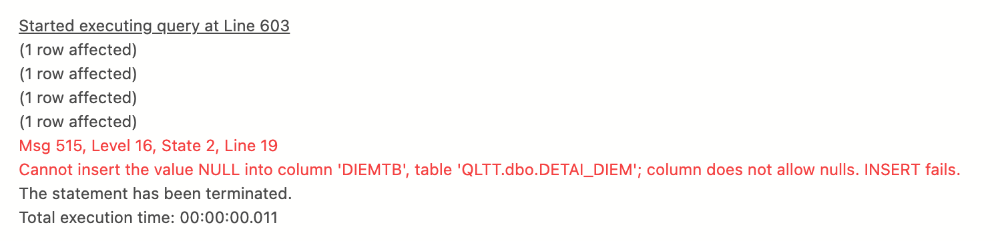 Started executing query at Line 603
(1 row affected)
(1 row affected)
(1 row affected)
(1 row affected)
Msg 515, Level 16, State 2, Line 19
Cannot insert the value NULL into column 'DIEMTB', table 'QLTT.dbo.DETAI_DIEM'; column does not allow nulls. INSERT fails.
The statement has been terminated.
Total execution time: 00:00:00.011